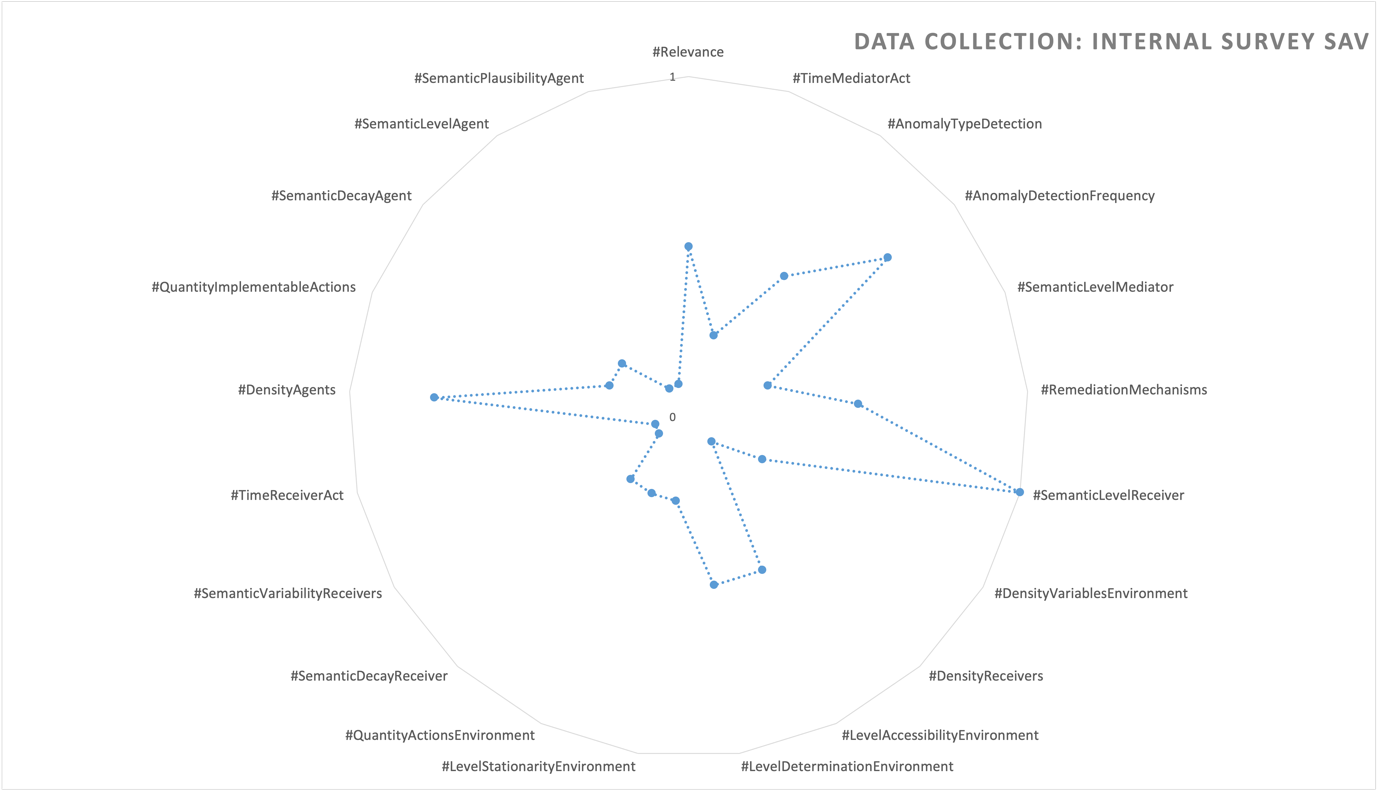 DATA COLLECTION: INTERNAL SURVEY SAV
#Relevance
1
#TimeMediatorAct
#AnomalyTypeDetection
#AnomalyDetectionFrequency
#SemanticLevelMediator
#RemediationMechanisms
#SemanticLevelReceiver
#DensityVariablesEnvironment
#DensityReceivers
#LevelAccessibilityEnvironment
#LevelDeterminationEnvironment
#LevelStationarityEnvironment
#QuantityActionsEnvironment
#SemanticDecayReceiver
#SemanticVariabilityReceivers
#TimeReceiverAct
#DensityAgents
#QuantityImplementableActions
#SemanticDecayAgent
#SemanticLevelAgent
#SemanticPlausibilityAgent
0